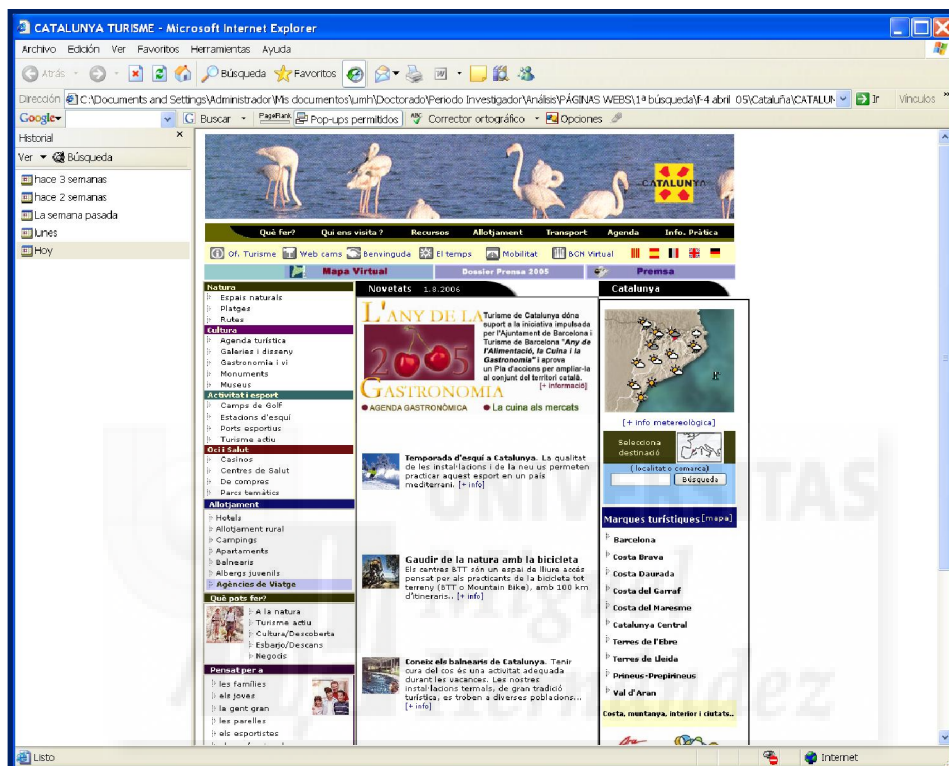 CATALUNYA TURISME - Microsoft Internet Explorer
Archivo Edición Ver Favoritos Herramientas Ayuda
Atrás Búsqueda Favoritos
Dirección C:\Documents and Settings\Administrador\Mis documentos\umh\Doctorado\Periodo Investigador\Análisis\PÁGINAS WEBS\1ª búsqueda\f-4 abril 05\Cataluña\CATALUN Ir Vínculos »
Google Buscar PageRank Pop-ups permitidos Corrector ortográfico Opciones
Historial ×
Ver Búsqueda
hace 3 semanas
hace 2 semanas
La semana pasada
lunes
Hoy
CATALUNYA
Què fer? Qui ens visita ? Recursos Allotjament Transport Agenda Info. Pràtica
Of. Turisme Web cams Benvinguda El temps Mobilitat BCN Virtual
Mapa Virtual Dossier Prensa 2005 Premsa
Natura
Espais naturals
Platges
Rutes
Cultura
Agenda turística
Galeries i disseny
Gastronomia i vi
Monuments
Museus
Activitat i esport
Camps de Golf
Estacions d'esquí
Ports esportius
Turisme actiu
Oci i Salut
Casinos
Centres de Salut
De compres
Parcs temàtics
Allotjament
Hotels
Allotjament rural
Campings
Apartaments
Balnearis
Albergs juvenils
Agències de Viatge
Què pots fer?
A la natura
Turisme actiu
Cultura/Descoberta
Esbarjo/Descans
Negocis
Pensat per a
les famílies
els joves
la gent gran
les parelles
els esportistes
Novetats 1.8.2006
L'ANY DE LA
2005
GASTRONOMIA
Turisme de Catalunya dóna
suport a la iniciativa impulsada
per l'Ajuntament de Barcelona i
Turisme de Barcelona "Any de
l'Alimentació, la Cuina i la
Gastronomia" i aprova
un Pla d'accions per ampliar-la
al conjunt del territori català.
[+ informació]
AGENDA GASTRONÒMICA La cuina als mercats
Temporada d'esquí a Catalunya. La qualitat
de les instal·lacions i de la neu us permeten
practicar aquest esport en un país
mediterrani. [+ info]
Gaudir de la natura amb la bicicleta
Els centres BTT són un espai de lliure accés
pensat per als practicants de la bicicleta tot
terreny (BTT o Mountain Bike), amb 100 km
d'itineraris.. [+ info]
Coneix els balnearis de Catalunya. Tenir
cura del cos és una activitat adequada
durant les vacances. Les nostres
instal·lacions termals, de gran tradició
turística, es troben a diverses poblacions...
[+ info]
Catalunya
[+ info metereològica]
Selecciona
destinació
(localitat o comarca)
Búsqueda
Marques turístiques [mapa]
Barcelona
Costa Brava
Costa Daurada
Costa del Garraf
Costa del Maresme
Catalunya Central
Terres de l'Ebre
Terres de Lleida
Pirineus-Prepirineus
Val d'Aran
Costa, muntanya, interior i ciutats..
UNIVERSITAS
Miguel
Hernández
Listo Internet